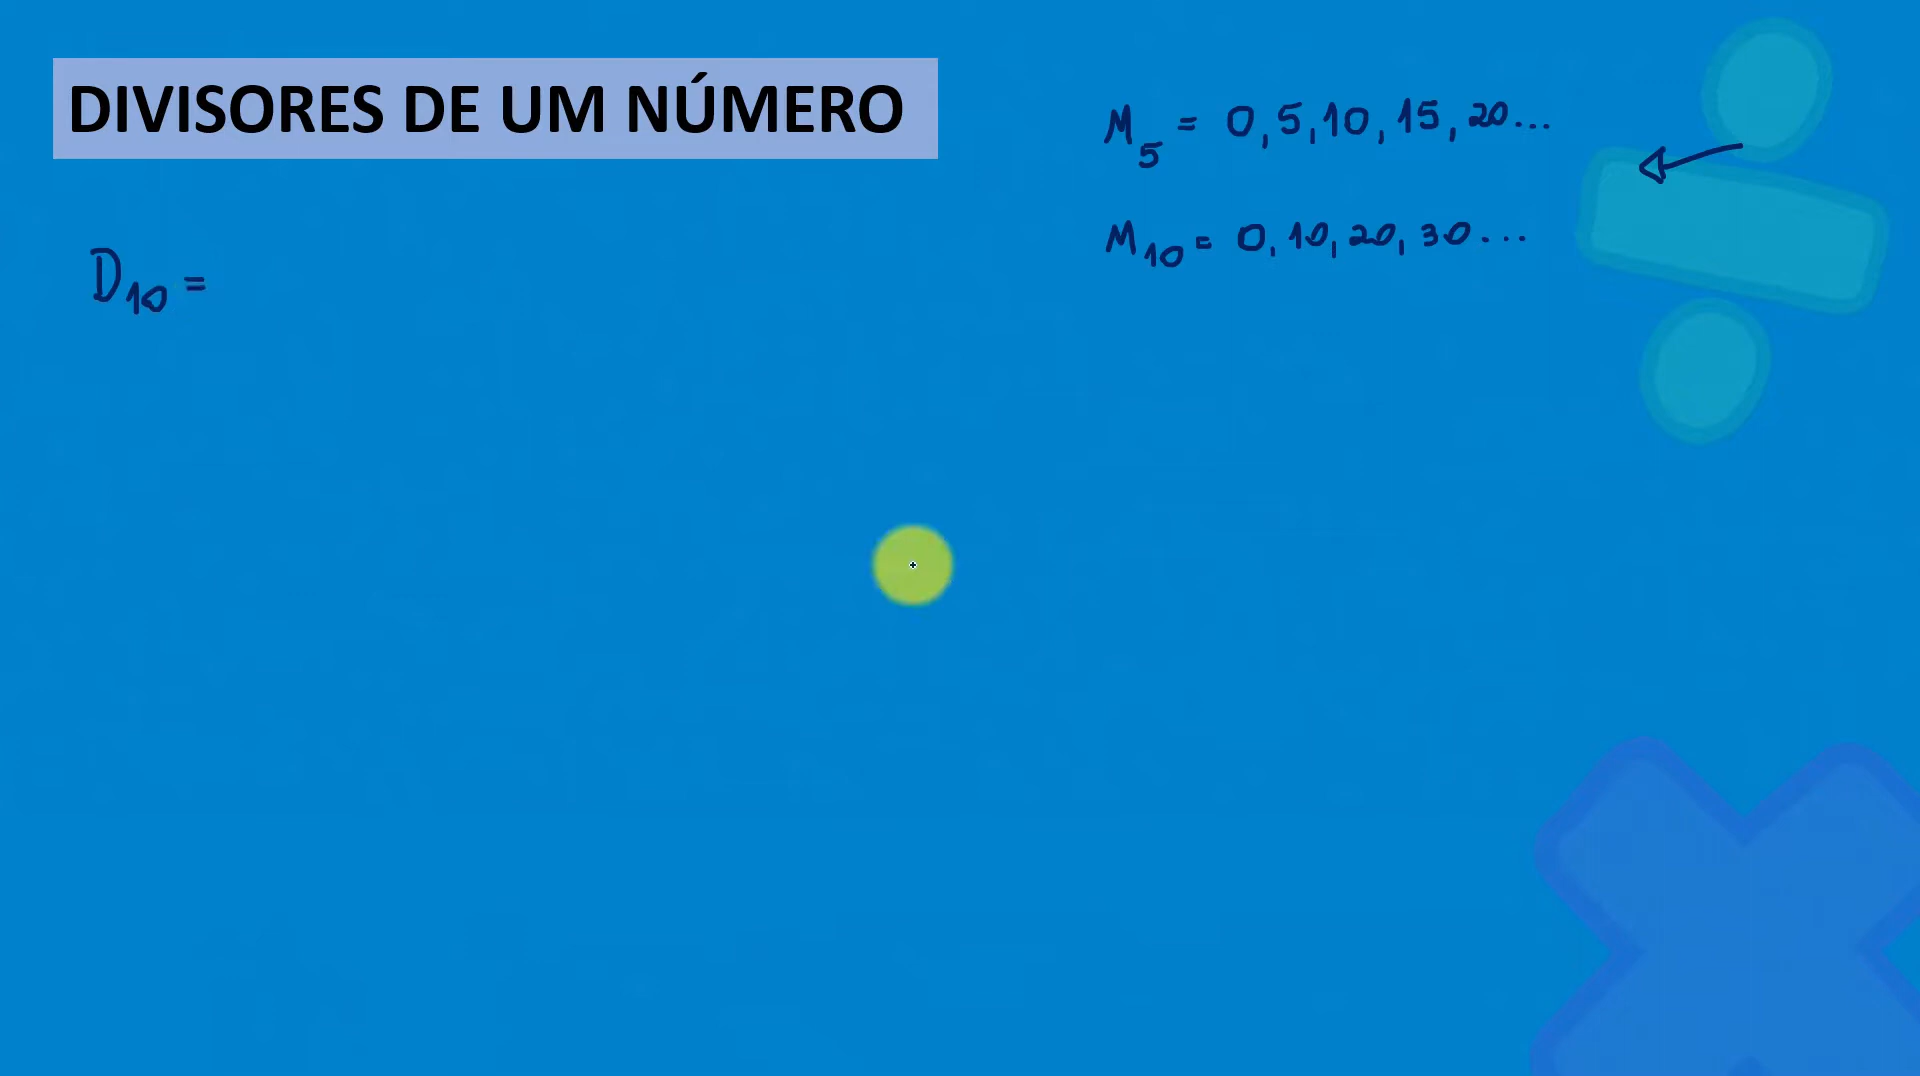 DIVISORES DE UM NÚMERO
M₅ = 0, 5, 10, 15, 20...
M₁₀ = 0, 10, 20, 30...
D₁₀ =